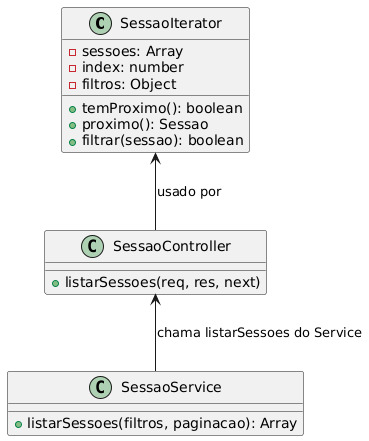 C SessaoIterator
sessoes: Array
index: number
filtros: Object
temProximo(): boolean
proximo(): Sessao
filtrar(sessao): boolean
usado por
C SessaoController
listarSessoes(req, res, next)
chama listarSessoes do Service
C SessaoService
listarSessoes(filtros, paginacao): Array